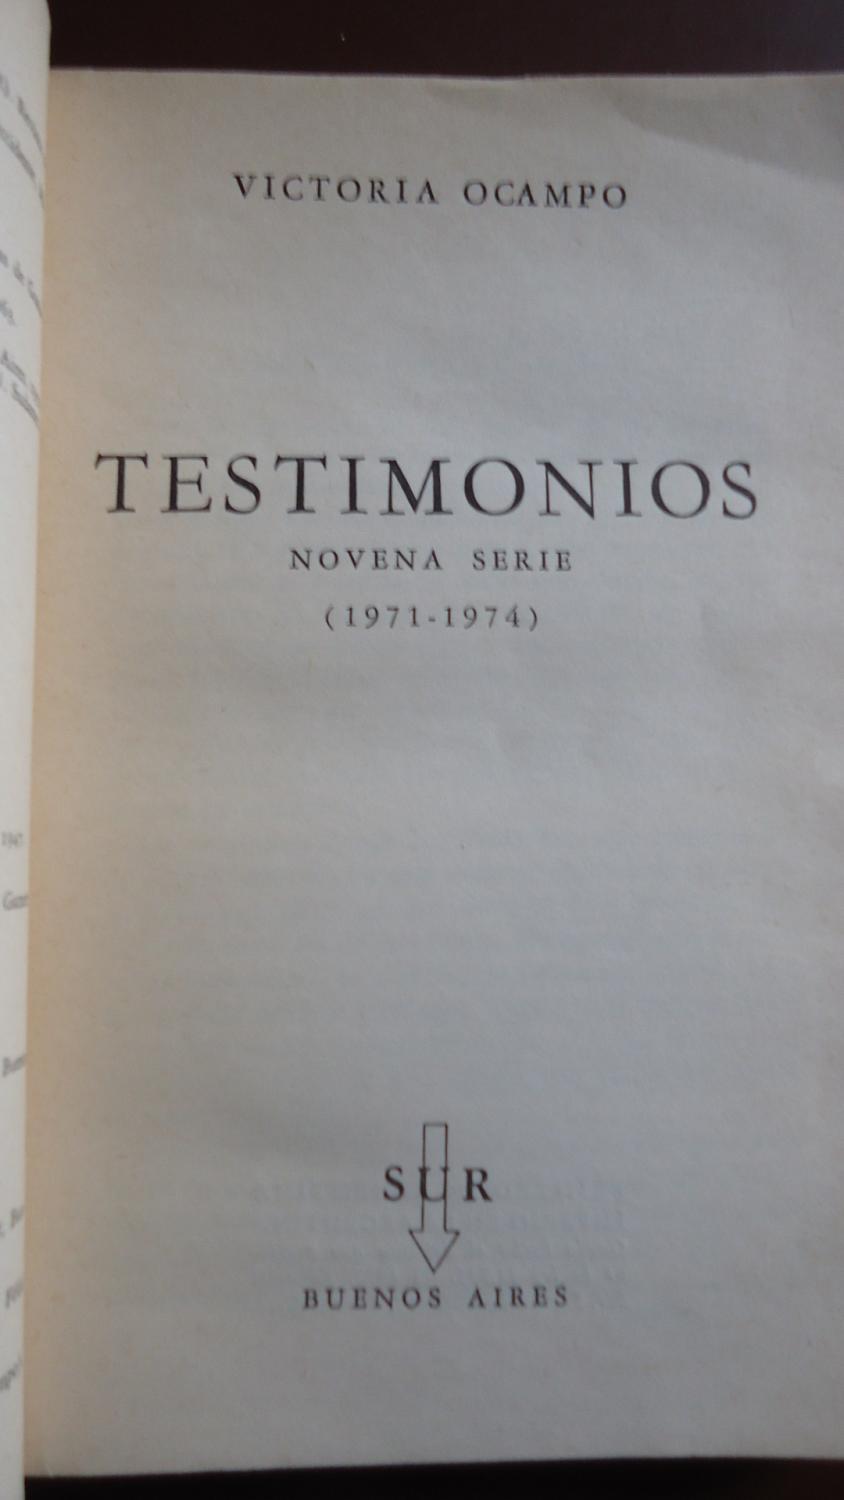 VICTORIA OCAMPO
TESTIMONIOS
NOVENA SERIE
(1971-1974)
SUR
BUENOS AIRES